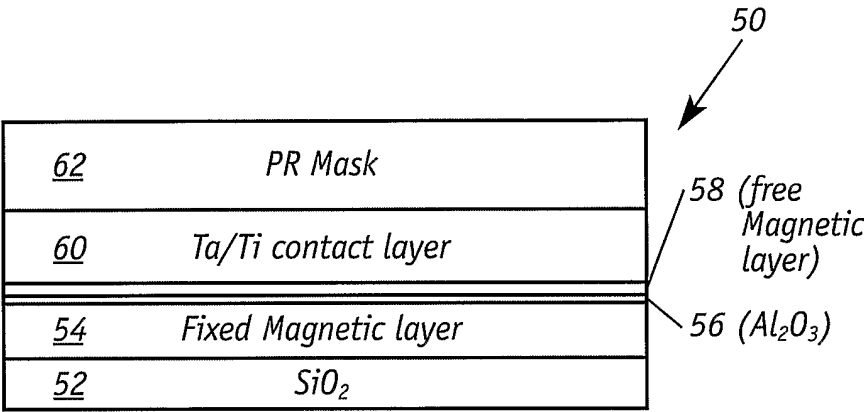 50
62 PR Mask
58 (free
Magnetic
layer)
60 Ta/Ti contact layer
54 Fixed Magnetic layer
56 (Al₂O₃)
52 SiO₂